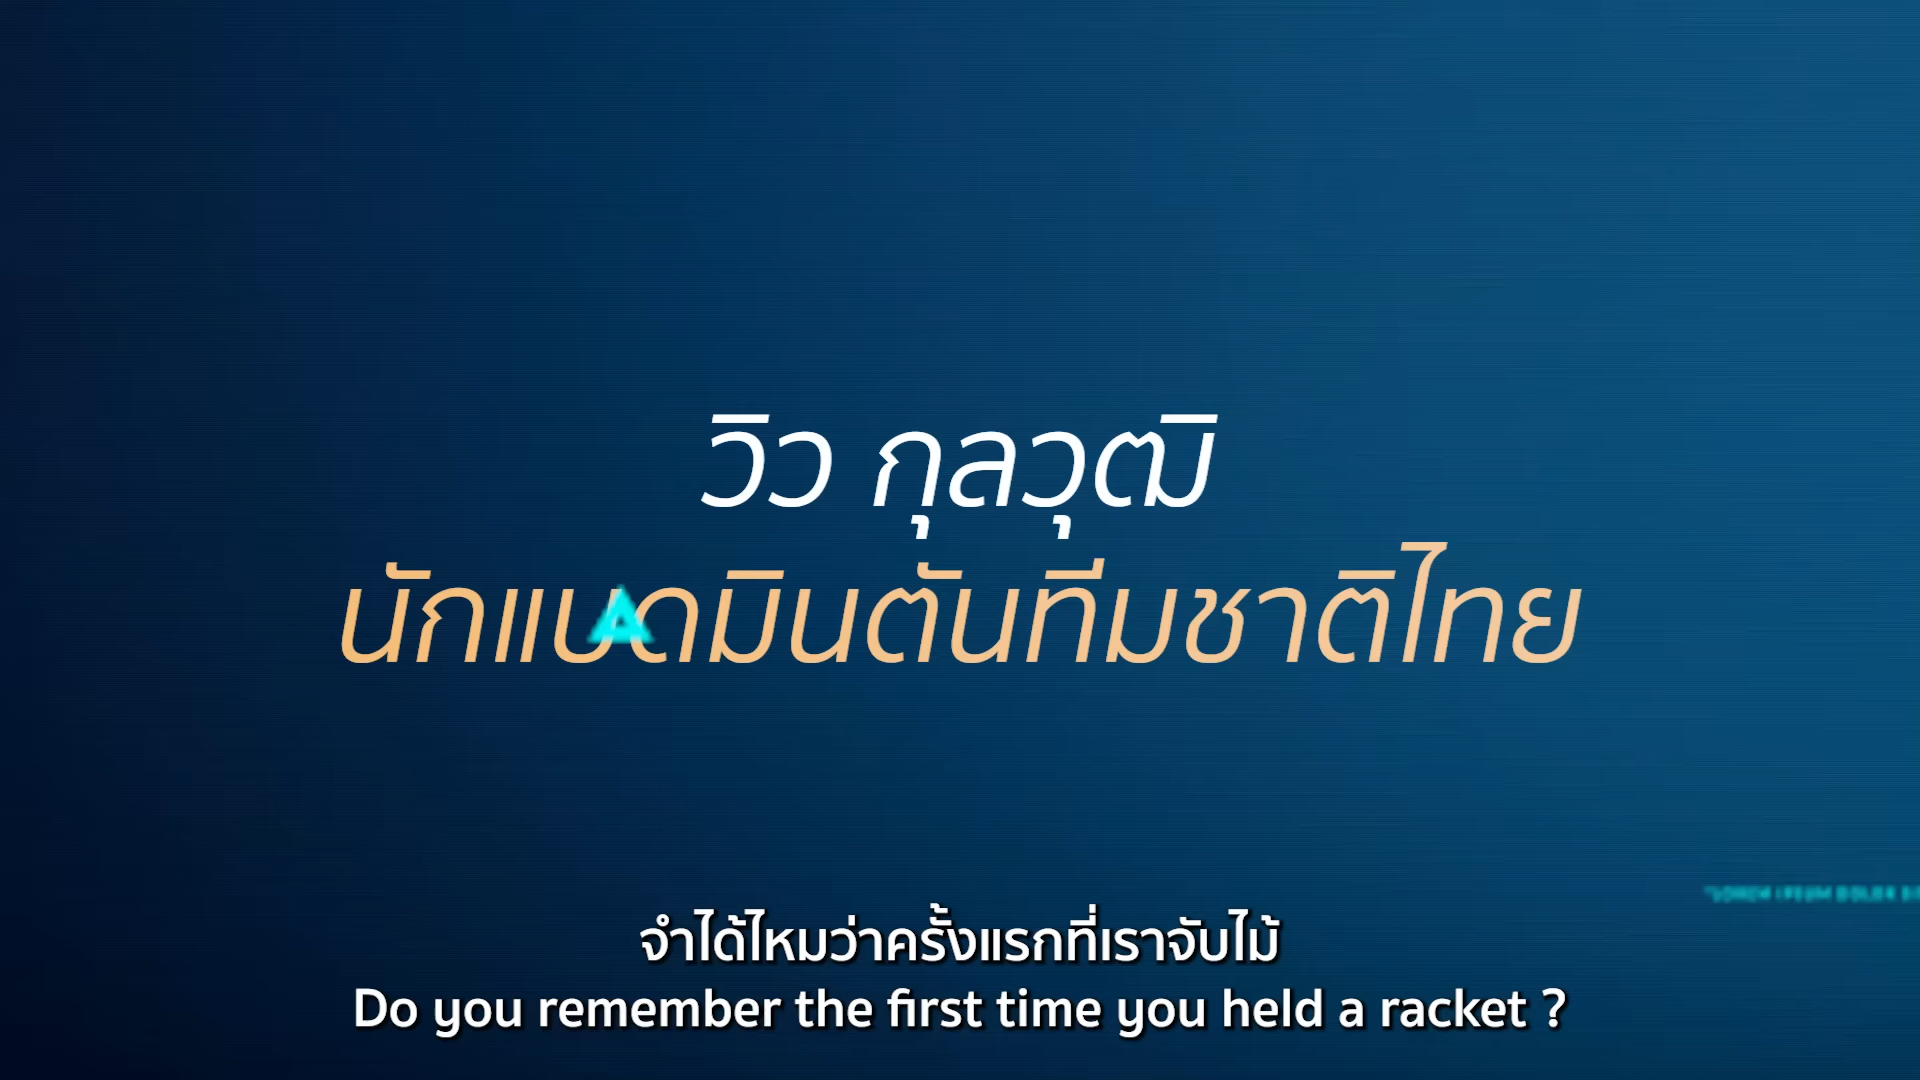 วิว กุลวุฒิ
นักแบดมินตันทีมชาติไทย
จำได้ไหมว่าครั้งแรกที่เราจับไม้
Do you remember the first time you held a racket ?